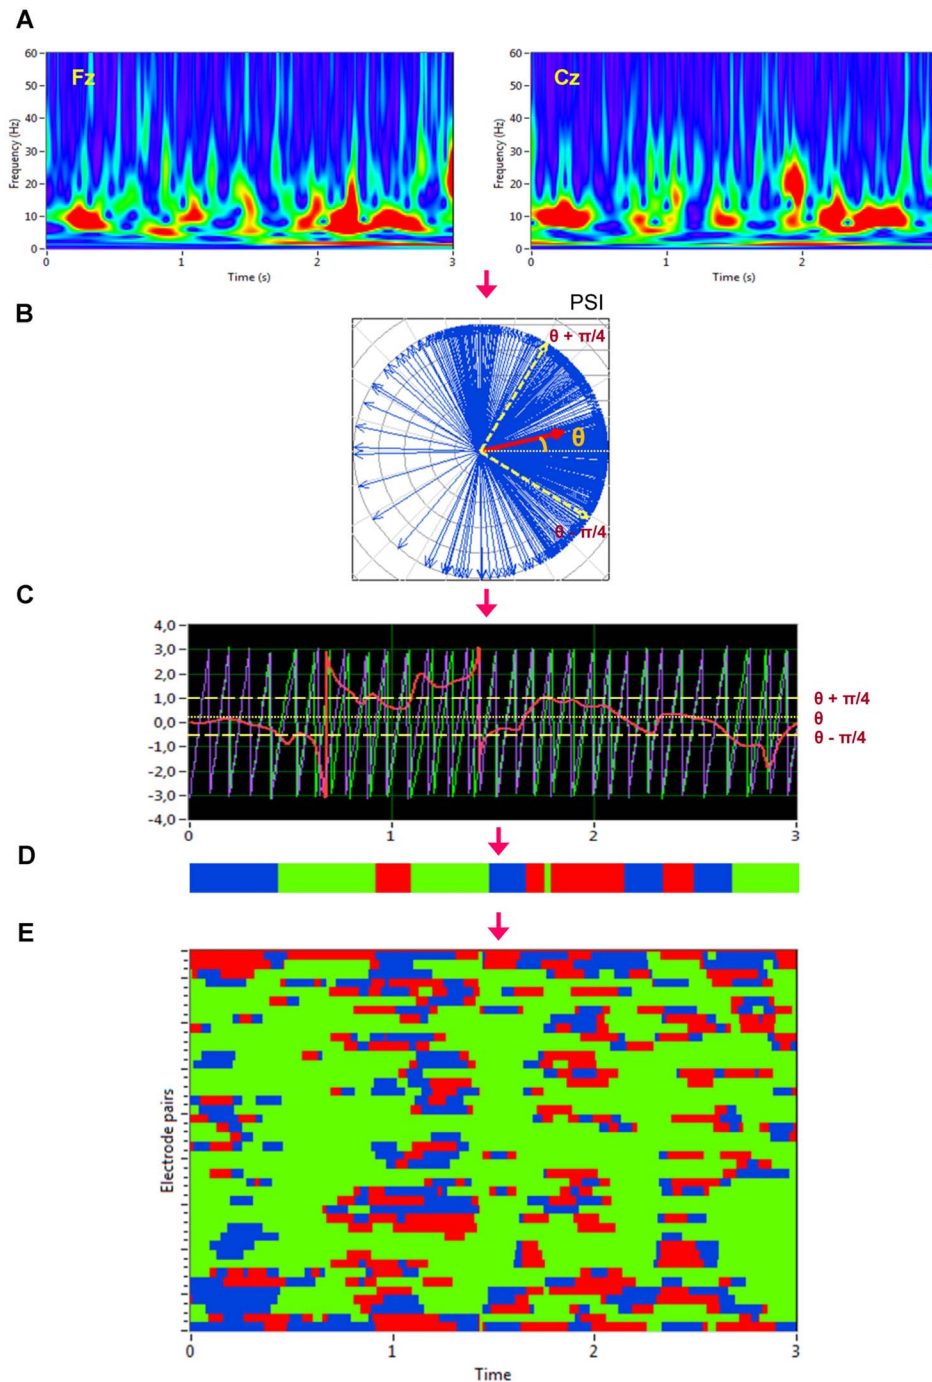 A
Fz
Cz
60
50
40
30
20
10
0
Frequency (Hz)
0
1
2
3
Time (s)
60
50
40
30
20
10
0
Frequency (Hz)
0
1
2
Time (s)
B
PSI
θ + π/4
θ
θ - π/4
C
4,0
3,0
2,0
1,0
0,0
-1,0
-2,0
-3,0
-4,0
θ + π/4
θ
θ - π/4
0
1
2
3
D
E
Electrode pairs
0
1
2
3
Time